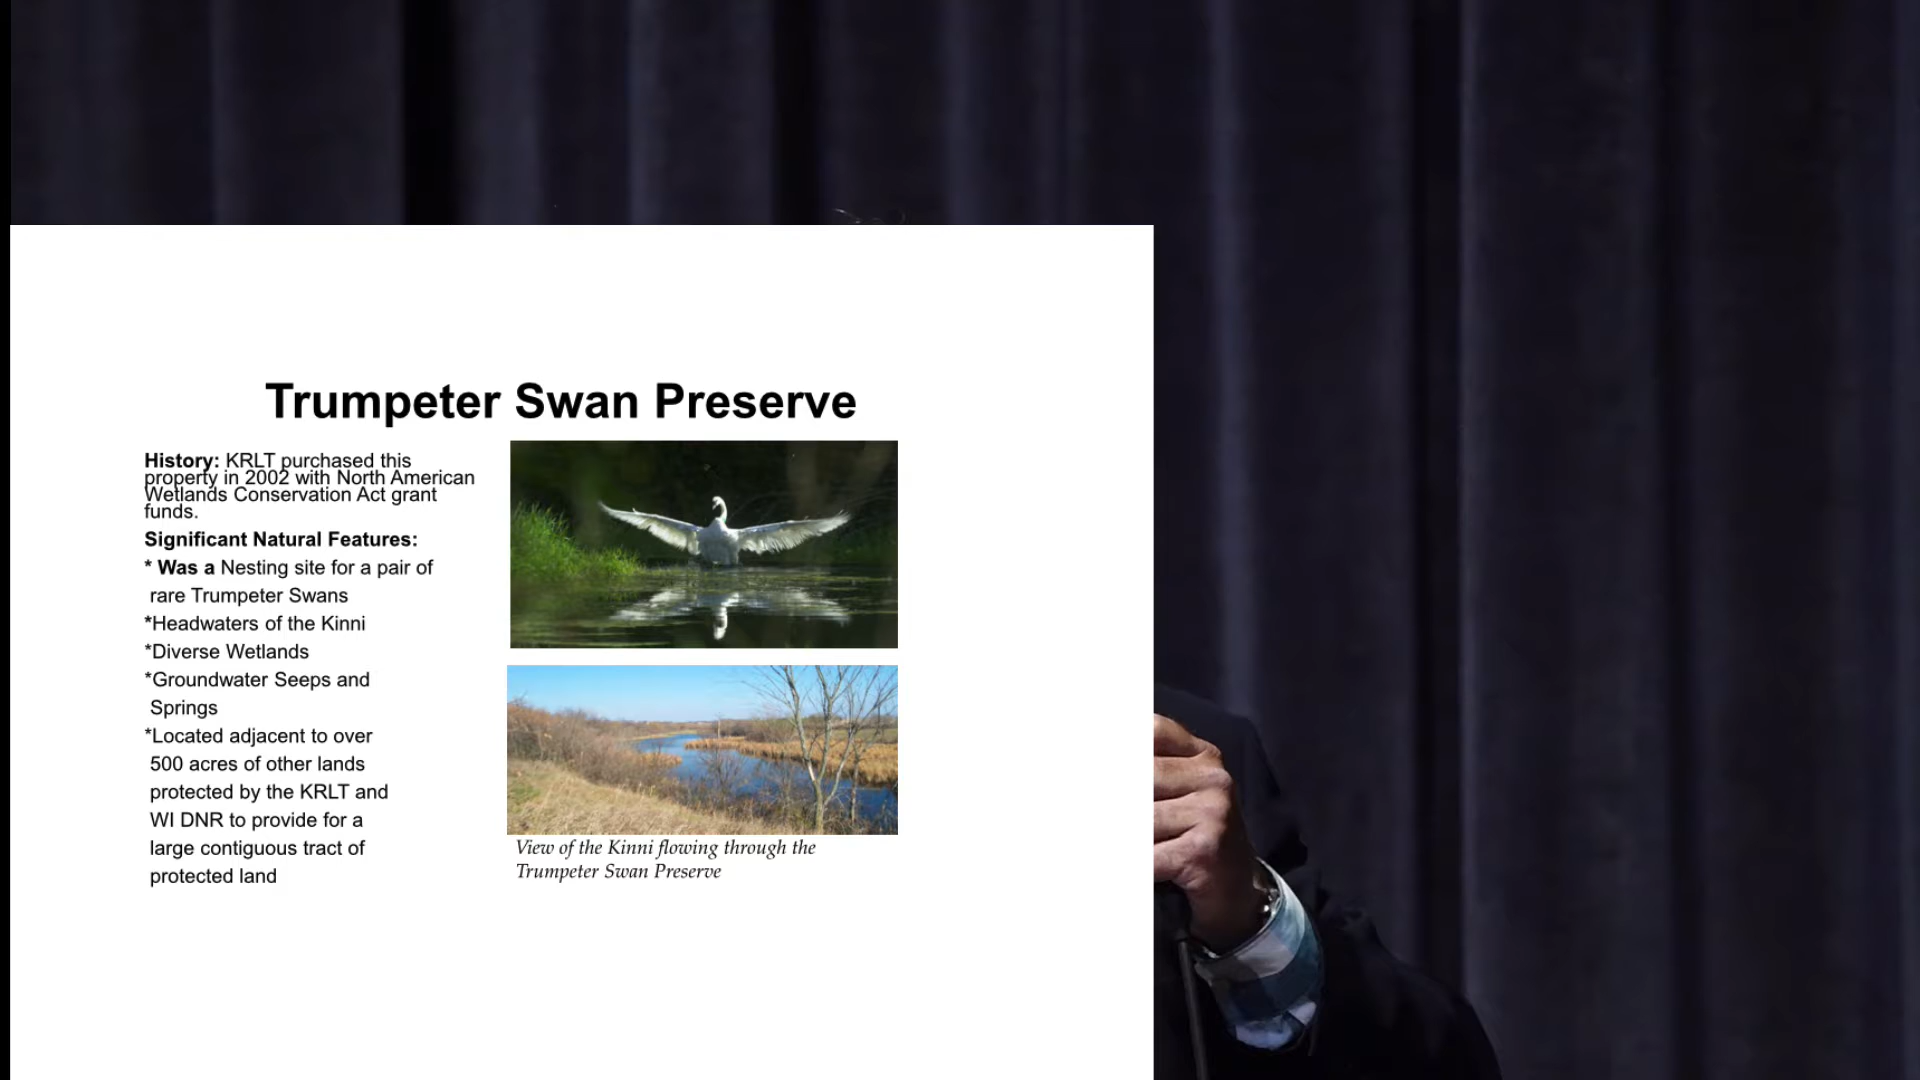 Trumpeter Swan Preserve
History: KRLT purchased this
property in 2002 with North American
Wetlands Conservation Act grant
funds.
Significant Natural Features:
* Was a Nesting site for a pair of
rare Trumpeter Swans
*Headwaters of the Kinni
*Diverse Wetlands
*Groundwater Seeps and
Springs
*Located adjacent to over
500 acres of other lands
protected by the KRLT and
WI DNR to provide for a
large contiguous tract of
protected land
View of the Kinni flowing through the
Trumpeter Swan Preserve